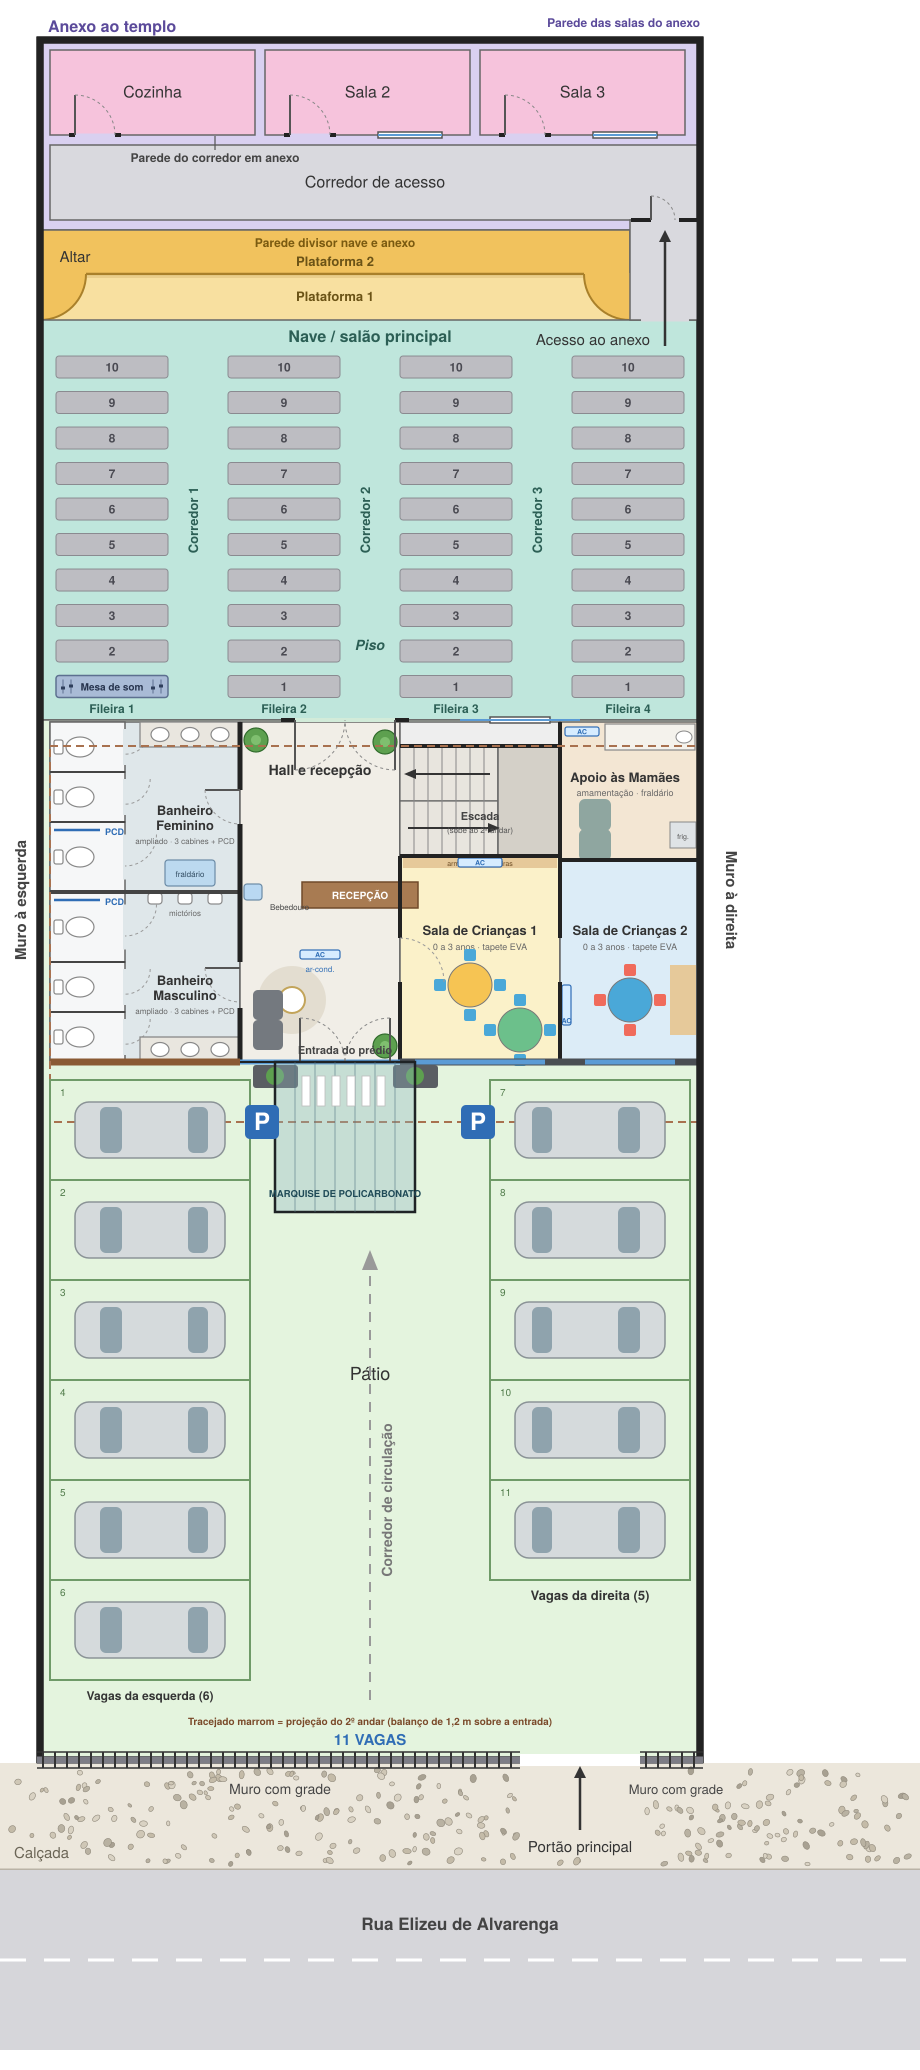 Anexo ao templo
Parede das salas do anexo
Cozinha
Sala 2
Sala 3
Parede do corredor em anexo
Corredor de acesso
Parede divisor nave e anexo
Altar
Plataforma 2
Plataforma 1
Nave / salão principal
Acesso ao anexo
10 10 10 10
9 9 9 9
8 8 8 8
7 7 7 7
6 6 6 6
5 5 5 5
4 4 4 4
3 3 3 3
2 2 2 2
Corredor 1
Corredor 2
Corredor 3
Piso
Mesa de som
1 1 1
Fileira 1
Fileira 2
Fileira 3
Fileira 4
Muro à esquerda
Muro à direita
AC
Hall e recepção
Apoio às Mamães
amamentação · fraldário
frig.
Banheiro
Feminino
ampliado · 3 cabines + PCD
PCD
fraldário
Escada
(sobe ao 2º andar)
AC
PCD
mictórios
Bebedouro
RECEPÇÃO
AC
ar-cond.
Sala de Crianças 1
0 a 3 anos · tapete EVA
Sala de Crianças 2
0 a 3 anos · tapete EVA
AC
Banheiro
Masculino
ampliado · 3 cabines + PCD
Entrada do prédio
P
P
MARQUISE DE POLICARBONATO
1
2
3
4
5
6
7
8
9
10
11
Pátio
Corredor de circulação
Vagas da direita (5)
Vagas da esquerda (6)
Tracejado marrom = projeção do 2º andar (balanço de 1,2 m sobre a entrada)
11 VAGAS
Muro com grade
Muro com grade
Portão principal
Calçada
Rua Elizeu de Alvarenga